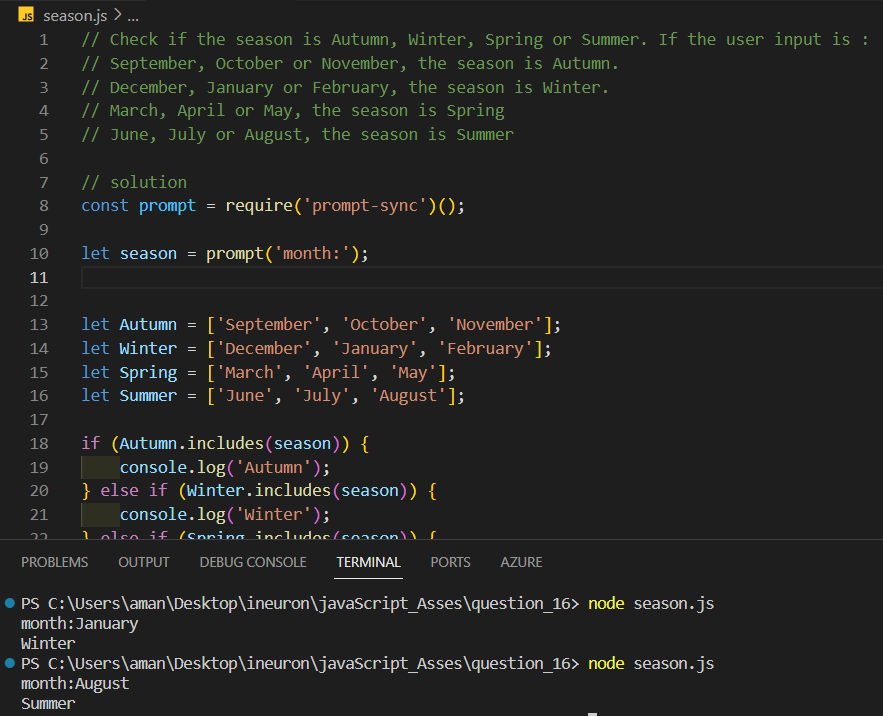 JS season.js > ...
1 // Check if the season is Autumn, Winter, Spring or Summer. If the user input is :
2 // September, October or November, the season is Autumn.
3 // December, January or February, the season is Winter.
4 // March, April or May, the season is Spring
5 // June, July or August, the season is Summer
6
7 // solution
8 const prompt = require('prompt-sync')();
9
10 let season = prompt('month:');
11
12
13 let Autumn = ['September', 'October', 'November'];
14 let Winter = ['December', 'January', 'February'];
15 let Spring = ['March', 'April', 'May'];
16 let Summer = ['June', 'July', 'August'];
17
18 if (Autumn.includes(season)) {
19     console.log('Autumn');
20 } else if (Winter.includes(season)) {
21     console.log('Winter');
22 } else if (Spring.includes(season)) {
PROBLEMS OUTPUT DEBUG CONSOLE TERMINAL PORTS AZURE
PS C:\Users\aman\Desktop\ineuron\javaScript_Asses\question_16> node season.js
month:January
Winter
PS C:\Users\aman\Desktop\ineuron\javaScript_Asses\question_16> node season.js
month:August
Summer